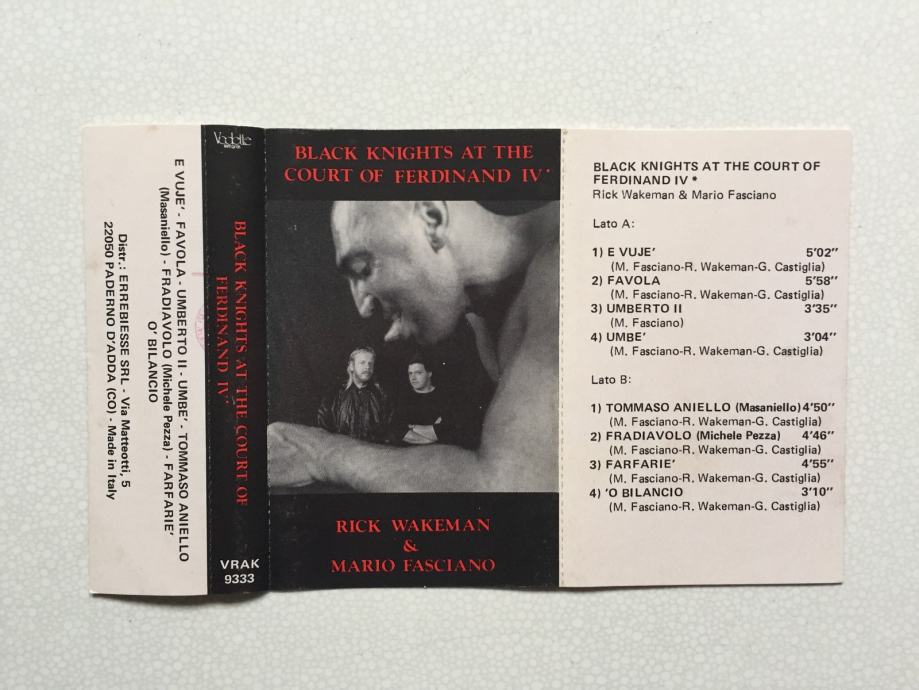 E VUJE' - FAVOLA - UMBERTO II - UMBE' - TOMMASO ANIELLO
(Masaniello) - FRADIAVOLO (Michele Pezza) - FARFARIE'
O' BILANCIO
Distr.: ERREBIESSE SRL - Via Matteotti, 5
22050 PADERNO D'ADDA (CO) - Made in Italy
Vedette
BLACK KNIGHTS AT THE COURT OF
FERDINAND IV*
VRAK
9333
BLACK KNIGHTS AT THE
COURT OF FERDINAND IV*
RICK WAKEMAN
&
MARIO FASCIANO
BLACK KNIGHTS AT THE COURT OF
FERDINAND IV *
Rick Wakeman & Mario Fasciano
Lato A:
1) E VUJE' 5'02"
(M. Fasciano-R. Wakeman-G. Castiglia)
2) FAVOLA 5'58"
(M. Fasciano-R. Wakeman-G. Castiglia)
3) UMBERTO II 3'35"
(M. Fasciano)
4) UMBE' 3'04"
(M. Fasciano-R. Wakeman-G. Castiglia)
Lato B:
1) TOMMASO ANIELLO (Masaniello) 4'50"
(M. Fasciano-R. Wakeman-G. Castiglia)
2) FRADIAVOLO (Michele Pezza) 4'46"
(M. Fasciano-R. Wakeman-G. Castiglia)
3) FARFARIE' 4'55"
(M. Fasciano-R. Wakeman-G. Castiglia)
4) 'O BILANCIO 3'10"
(M. Fasciano-R. Wakeman-G. Castiglia)